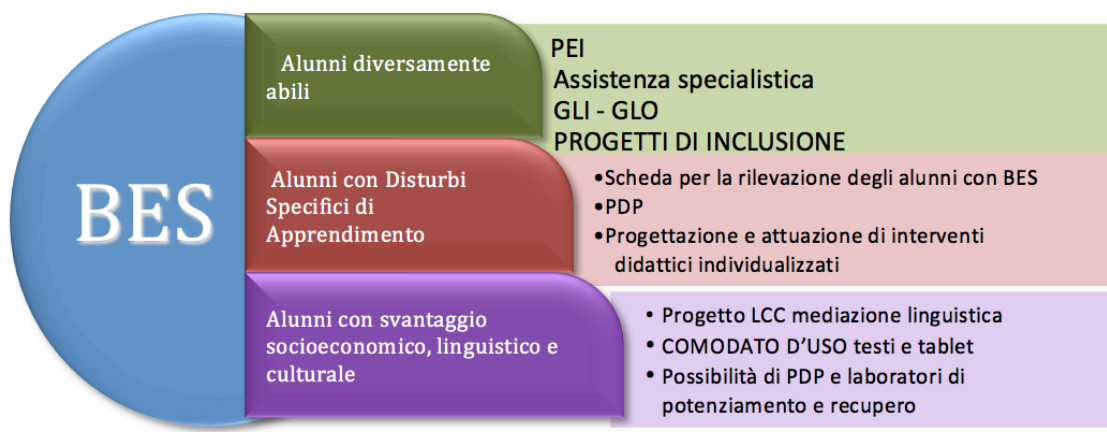 BES
Alunni diversamente
abili
PEI
Assistenza specialistica
GLI - GLO
PROGETTI DI INCLUSIONE
Alunni con Disturbi
Specifici di
Apprendimento
•Scheda per la rilevazione degli alunni con BES
•PDP
•Progettazione e attuazione di interventi
didattici individualizzati
Alunni con svantaggio
socioeconomico, linguistico e
culturale
• Progetto LCC mediazione linguistica
• COMODATO D’USO testi e tablet
• Possibilità di PDP e laboratori di
potenziamento e recupero